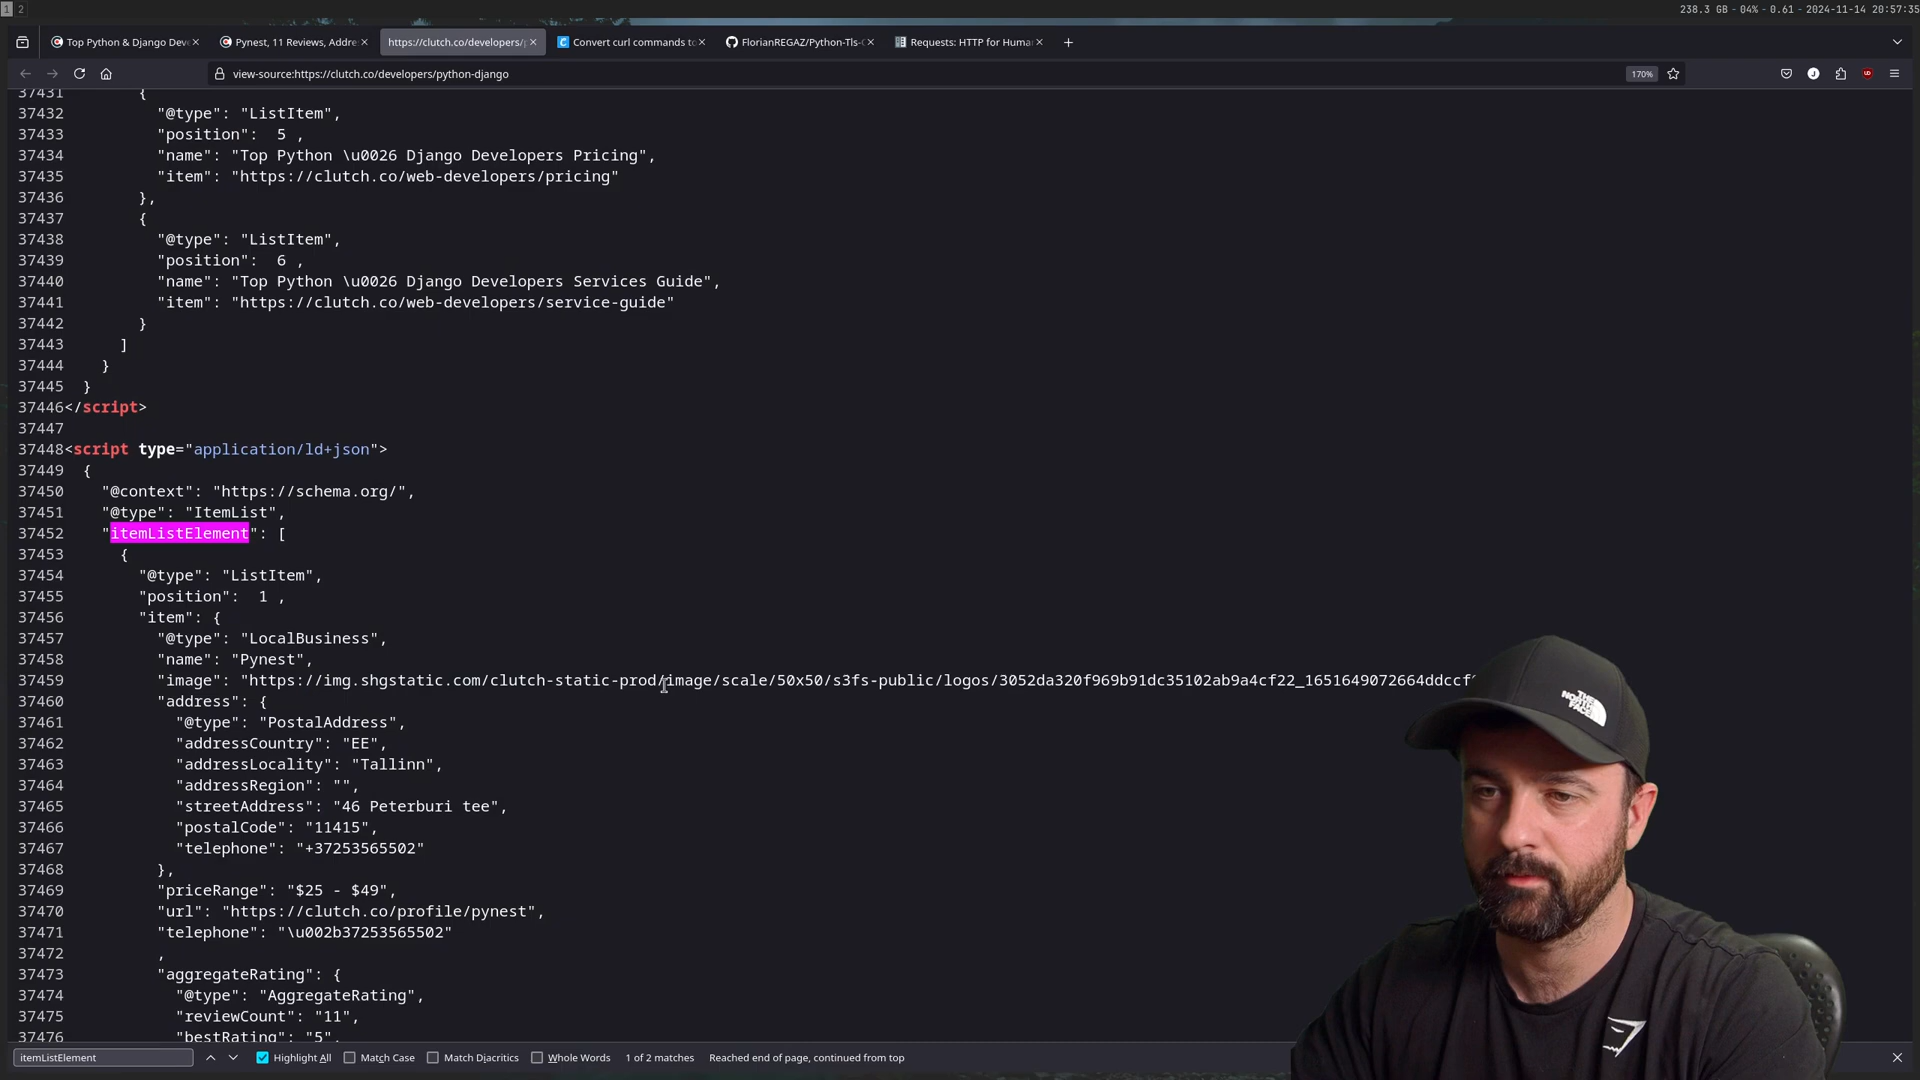 1 2
238.3 GB - 04% - 0.61 - 2024-11-14 20:57:35
Top Python & Django Dev
Pynest, 11 Reviews, Addre
https://clutch.co/developers/p
Convert curl commands to
FlorianREGAZ/Python-Tls-C
Requests: HTTP for Human
view-source:https://clutch.co/developers/python-django
170%
37431 {
37432 "@type": "ListItem",
37433 "position": 5 ,
37434 "name": "Top Python \u0026 Django Developers Pricing",
37435 "item": "https://clutch.co/web-developers/pricing"
37436 },
37437 {
37438 "@type": "ListItem",
37439 "position": 6 ,
37440 "name": "Top Python \u0026 Django Developers Services Guide",
37441 "item": "https://clutch.co/web-developers/service-guide"
37442 }
37443 ]
37444 }
37445 }
37446 </script>
37447
37448 <script type="application/ld+json">
37449 {
37450 "@context": "https://schema.org/",
37451 "@type": "ItemList",
37452 "itemListElement": [
37453 {
37454 "@type": "ListItem",
37455 "position": 1 ,
37456 "item": {
37457 "@type": "LocalBusiness",
37458 "name": "Pynest",
37459 "image": "https://img.shgstatic.com/clutch-static-prod/image/scale/50x50/s3fs-public/logos/3052da320f969b91dc35102ab9a4cf22_1651649072664ddccf
37460 "address": {
37461 "@type": "PostalAddress",
37462 "addressCountry": "EE",
37463 "addressLocality": "Tallinn",
37464 "addressRegion": "",
37465 "streetAddress": "46 Peterburi tee",
37466 "postalCode": "11415",
37467 "telephone": "+37253565502"
37468 },
37469 "priceRange": "$25 - $49",
37470 "url": "https://clutch.co/profile/pynest",
37471 "telephone": "\u002b37253565502"
37472 ,
37473 "aggregateRating": {
37474 "@type": "AggregateRating",
37475 "reviewCount": "11",
37476 "bestRating": "5",
THE NORTH FACE
itemListElement
Highlight All
Match Case
Match Diacritics
Whole Words
1 of 2 matches
Reached end of page, continued from top